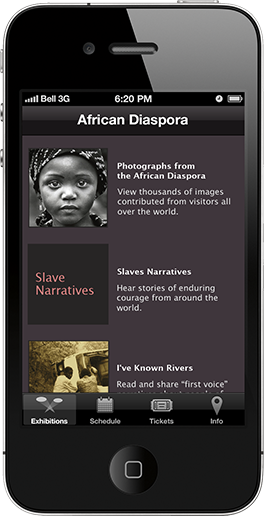 Bell 3G 6:20 PM
African Diaspora
Photographs from
the African Diaspora
View thousands of images
contributed from visitors all
over the world.
Slave
Narratives
Slaves Narratives
Hear stories of enduring
courage from around the
world.
I've Known Rivers
Read and share “first voice”
Exhibitions Schedule Tickets Info